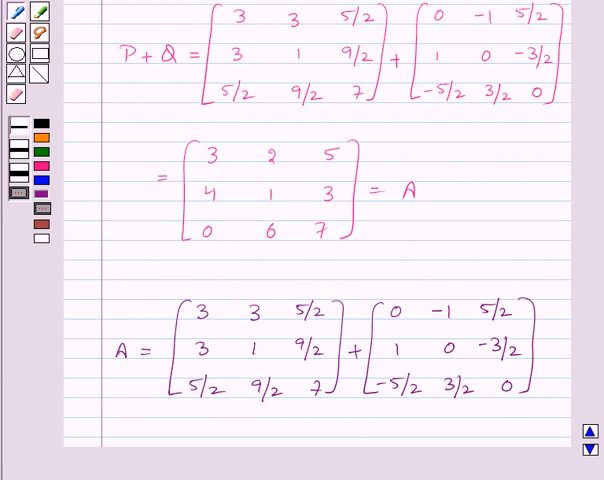 3 3 5/2 0 -1 5/2
P + Q = 3 1 9/2 + 1 0 -3/2
5/2 9/2 7 -5/2 3/2 0
3 2 5
= 4 1 3 = A
0 6 7
3 3 5/2 0 -1 5/2
A = 3 1 9/2 + 1 0 -3/2
5/2 9/2 7 -5/2 3/2 0